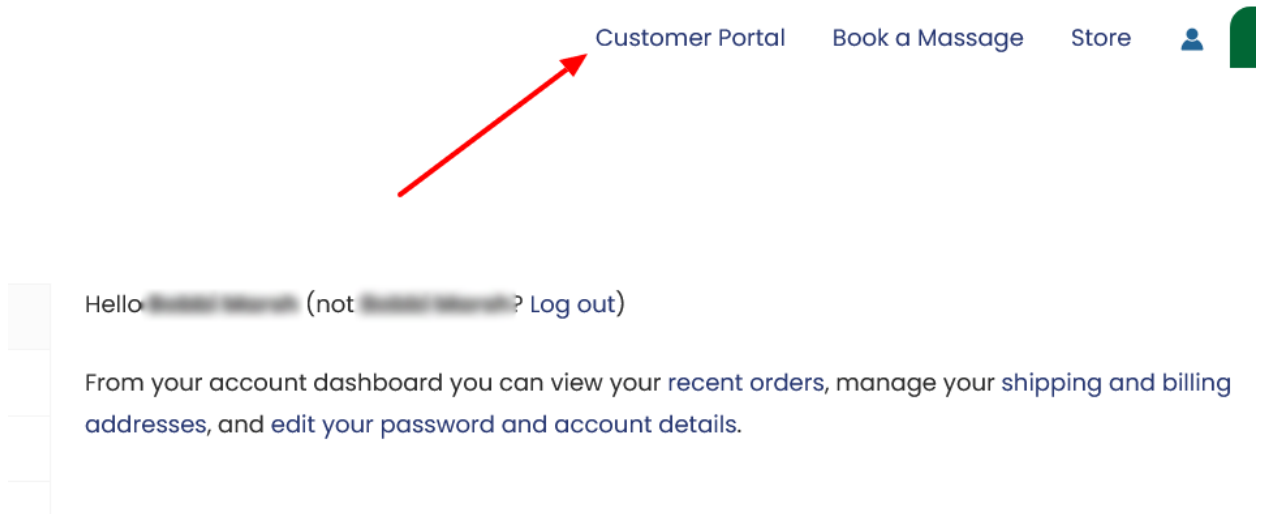 Customer Portal Book a Massage Store
Hello (not ? Log out)
From your account dashboard you can view your recent orders, manage your shipping and billing
addresses, and edit your password and account details.